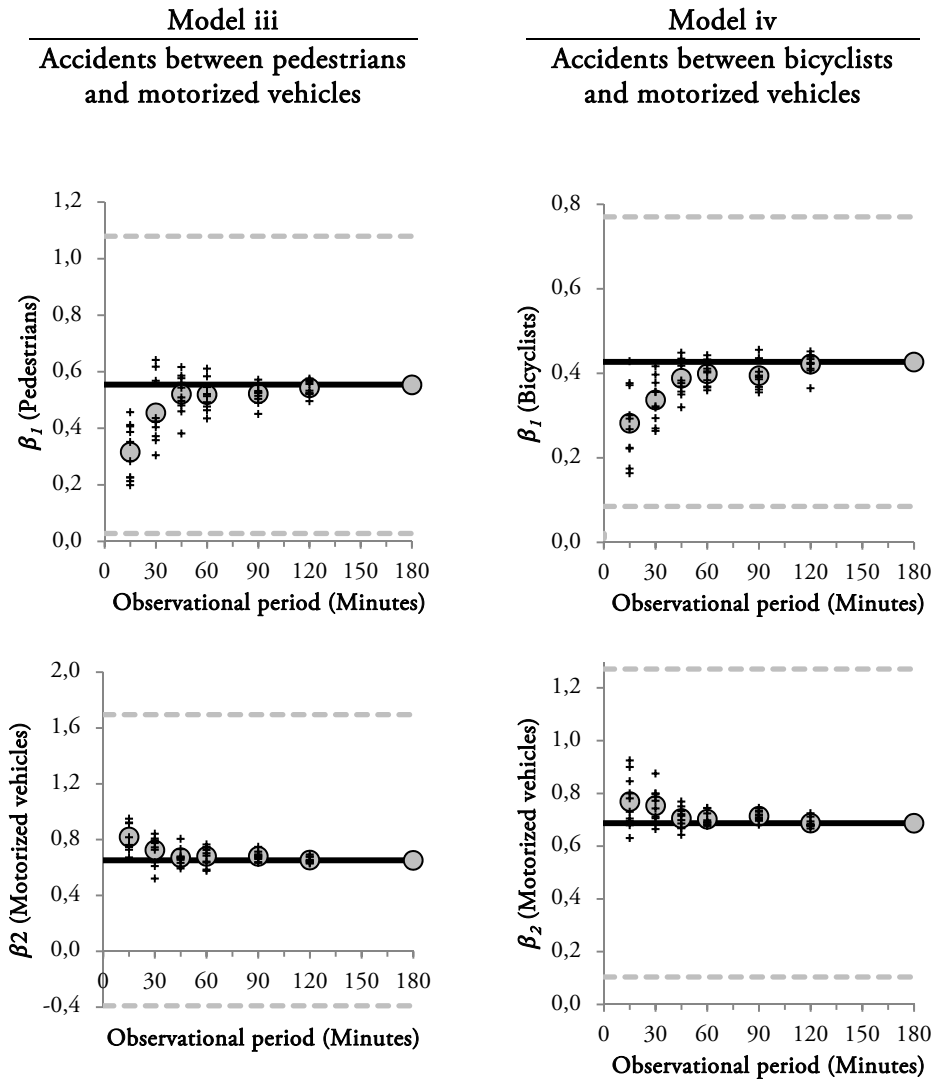 Model iii
Accidents between pedestrians
and motorized vehicles
Model iv
Accidents between bicyclists
and motorized vehicles
β1 (Pedestrians)
1,2
1,0
0,8
0,6
0,4
0,2
0,0
0 30 60 90 120 150 180
Observational period (Minutes)
β1 (Bicyclists)
0,8
0,6
0,4
0,2
0,0
0 30 60 90 120 150 180
Observational period (Minutes)
β2 (Motorized vehicles)
2,0
1,6
1,2
0,8
0,4
0,0
-0,4
0 30 60 90 120 150 180
Observational period (Minutes)
β2 (Motorized vehicles)
1,2
1,0
0,8
0,6
0,4
0,2
0,0
0 30 60 90 120 150 180
Observational period (Minutes)